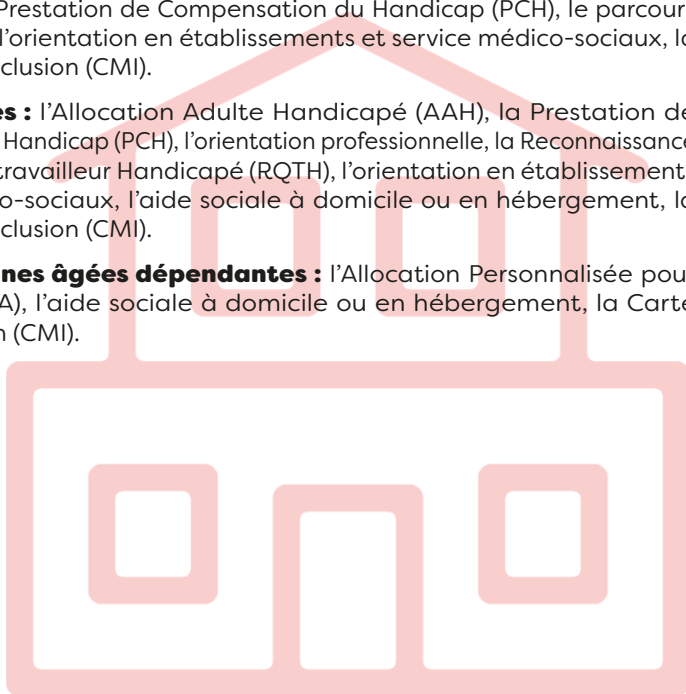 Prestation de Compensation du Handicap (PCH), le parcour
l’orientation en établissements et service médico-sociaux, la
clusion (CMI).
es : l’Allocation Adulte Handicapé (AAH), la Prestation de
Handicap (PCH), l’orientation professionnelle, la Reconnaissance
travailleur Handicapé (RQTH), l’orientation en établissement
o-sociaux, l’aide sociale à domicile ou en hébergement, la
clusion (CMI).
nes âgées dépendantes : l’Allocation Personnalisée pou
A), l’aide sociale à domicile ou en hébergement, la Carte
n (CMI).